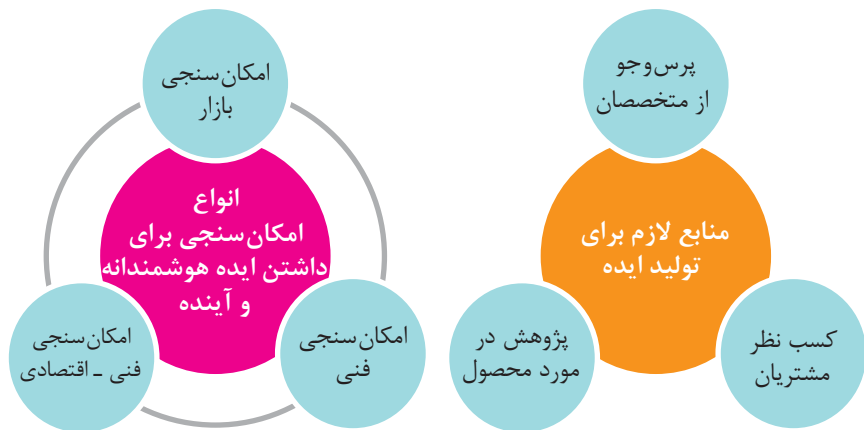 پرس‌وجو
از متخصصان
منابع لازم برای
تولید ایده
کسب نظر
مشتریان
پژوهش در
مورد محصول
امکان‌سنجی
بازار
انواع
امکان‌سنجی برای
داشتن ایده هوشمندانه
و آینده
امکان‌سنجی
فنی
امکان‌سنجی
فنی ـ اقتصادی